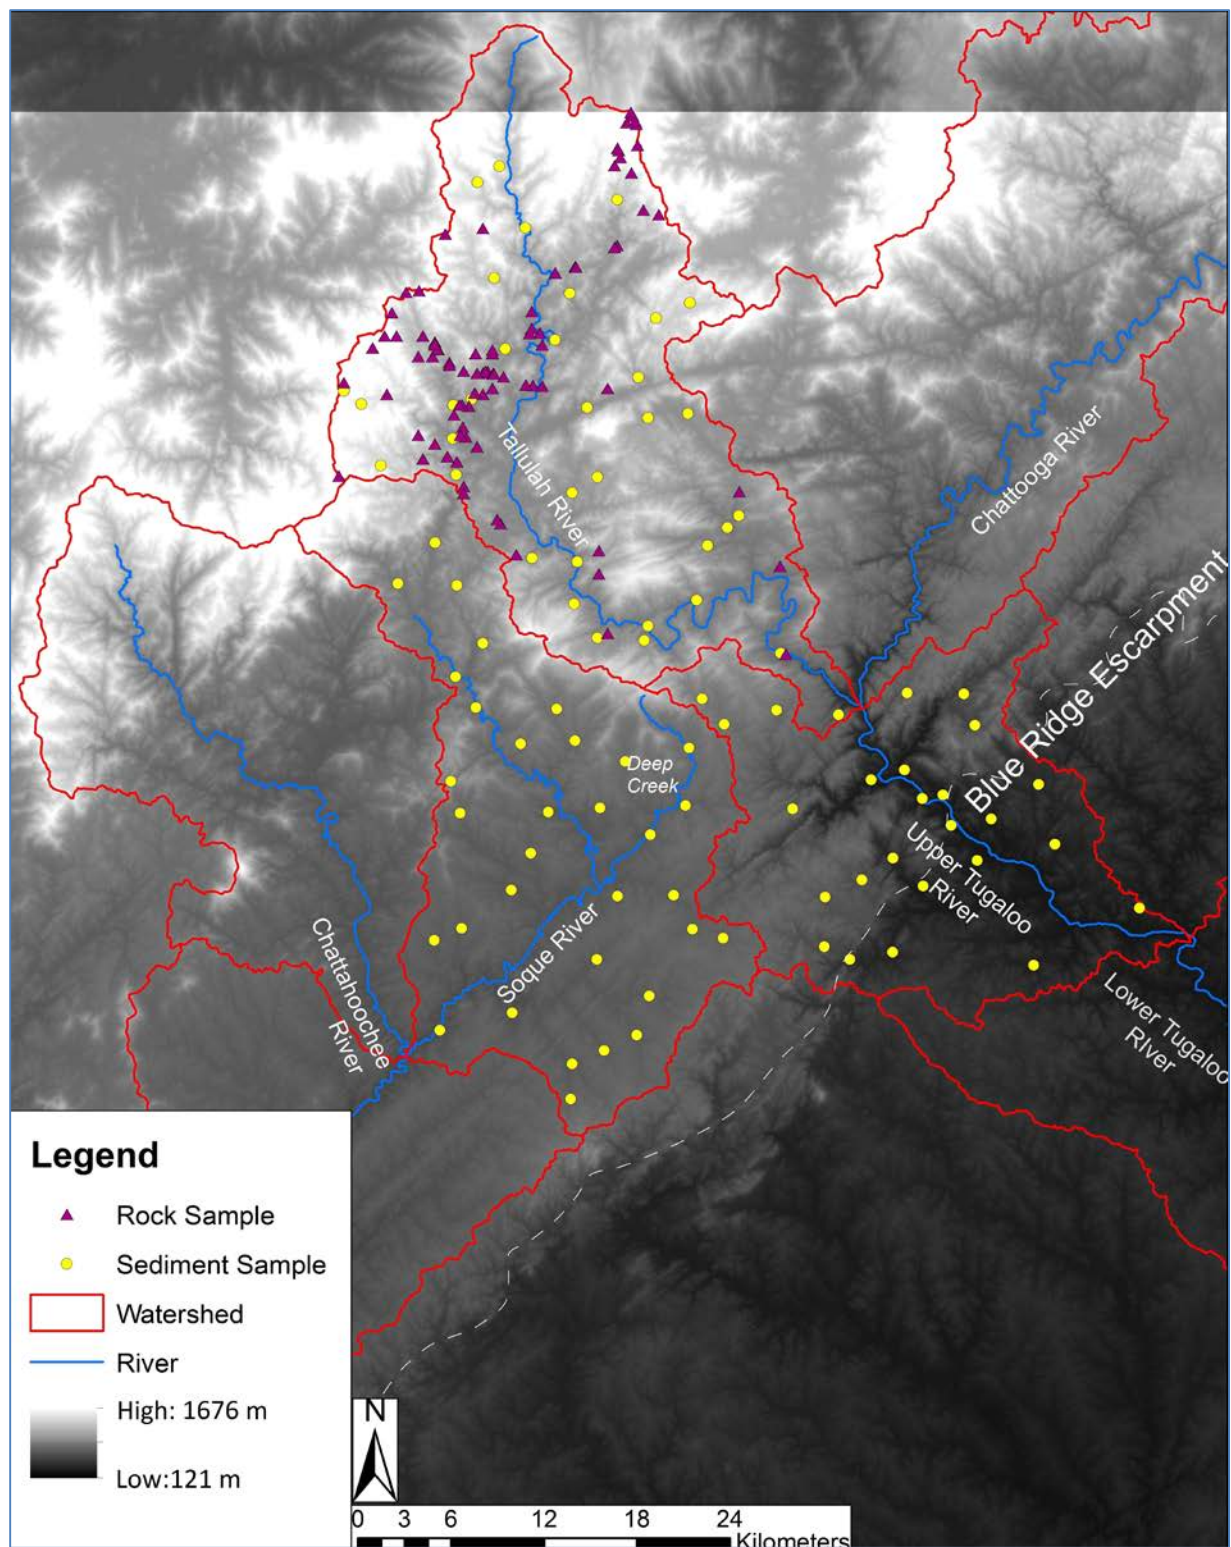 Tallulah River
Chattooga River
Blue Ridge Escarpment
Deep
Creek
Upper Tugaloo
River
Soque River
Chattahoochee
River
Lower Tugaloo
RIver
Legend
Rock Sample
Sediment Sample
Watershed
River
High: 1676 m
Low:121 m
N
0 3 6 12 18 24
Kilometers